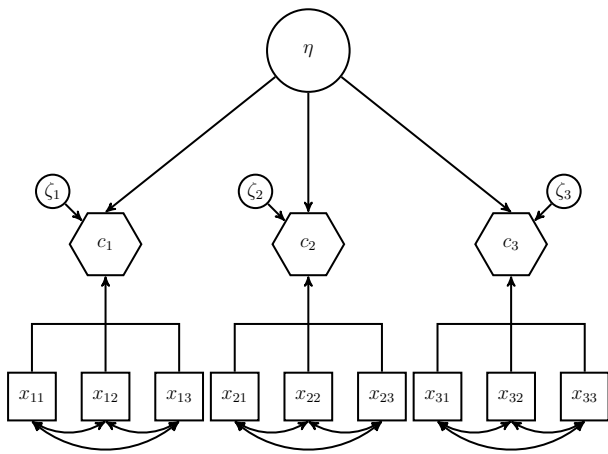 η
ζ₁ ζ₂ ζ₃
c₁ c₂ c₃
x₁₁ x₁₂ x₁₃ x₂₁ x₂₂ x₂₃ x₃₁ x₃₂ x₃₃